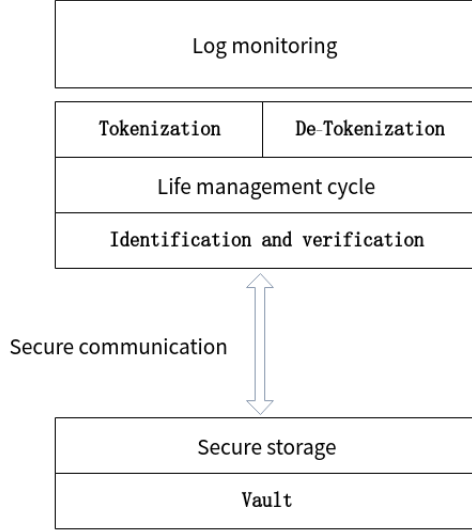 Log monitoring
Tokenization De-Tokenization
Life management cycle
Identification and verification
Secure communication
Secure storage
Vault